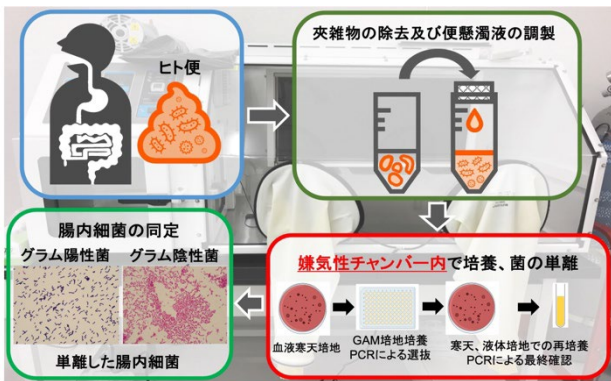 ヒト便
夾雑物の除去及び便懸濁液の調製
嫌気性チャンバー内で培養、菌の単離
血液寒天培地
GAM培地培養
PCRによる選抜
寒天、液体培地での再培養
PCRによる最終確認
腸内細菌の同定
グラム陽性菌
グラム陰性菌
単離した腸内細菌